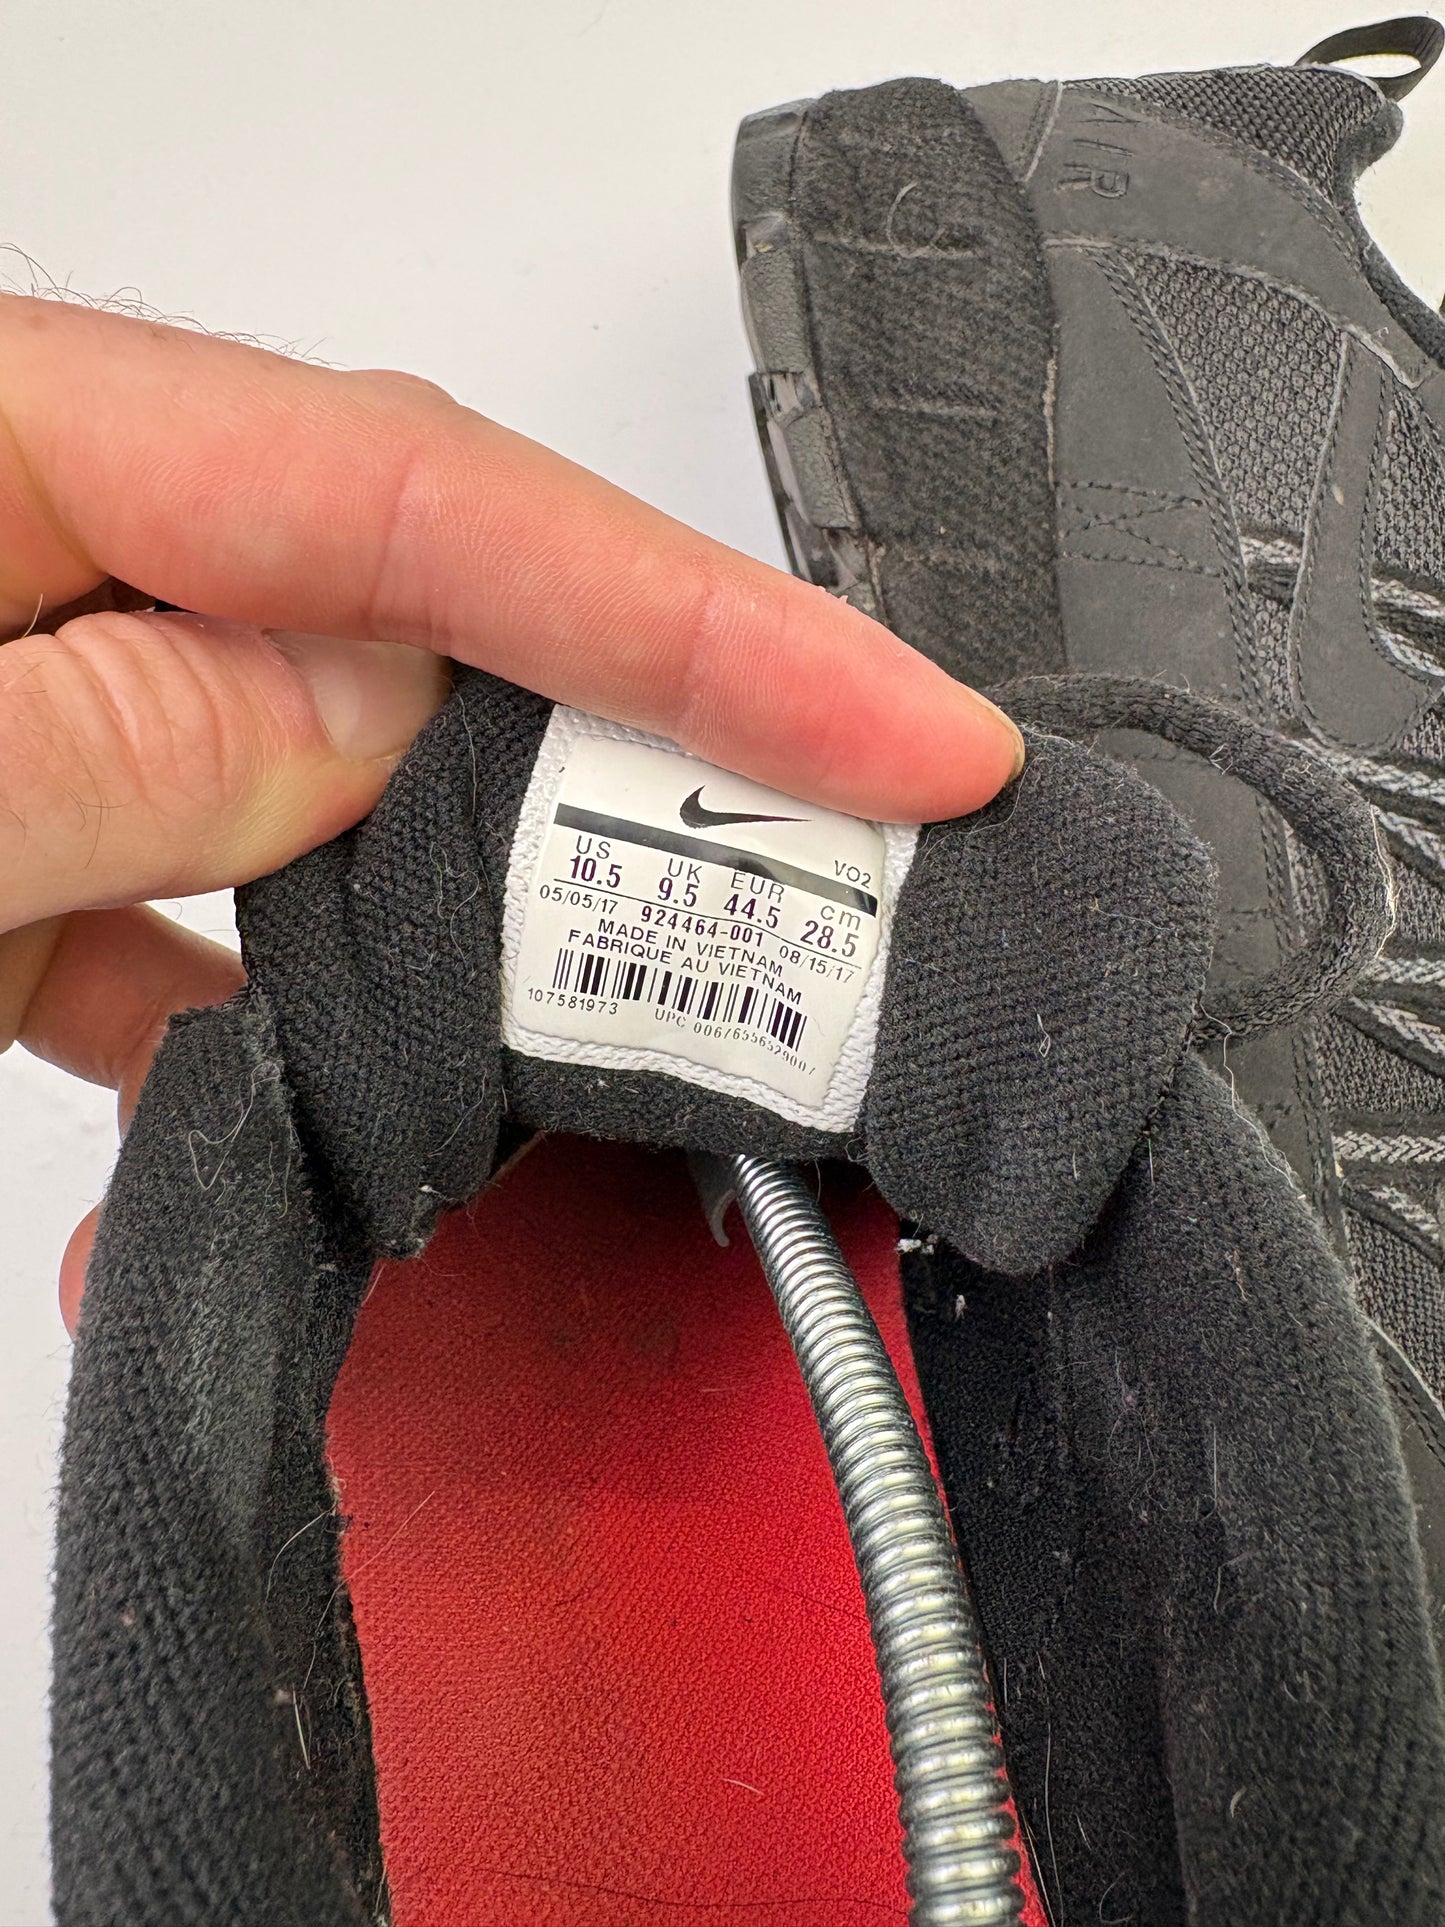 AIR
VO2
US UK EUR cm
10.5 9.5 44.5 28.5
05/05/17 924464-001 08/15/17
MADE IN VIETNAM
FABRIQUE AU VIETNAM
107581973 UPC